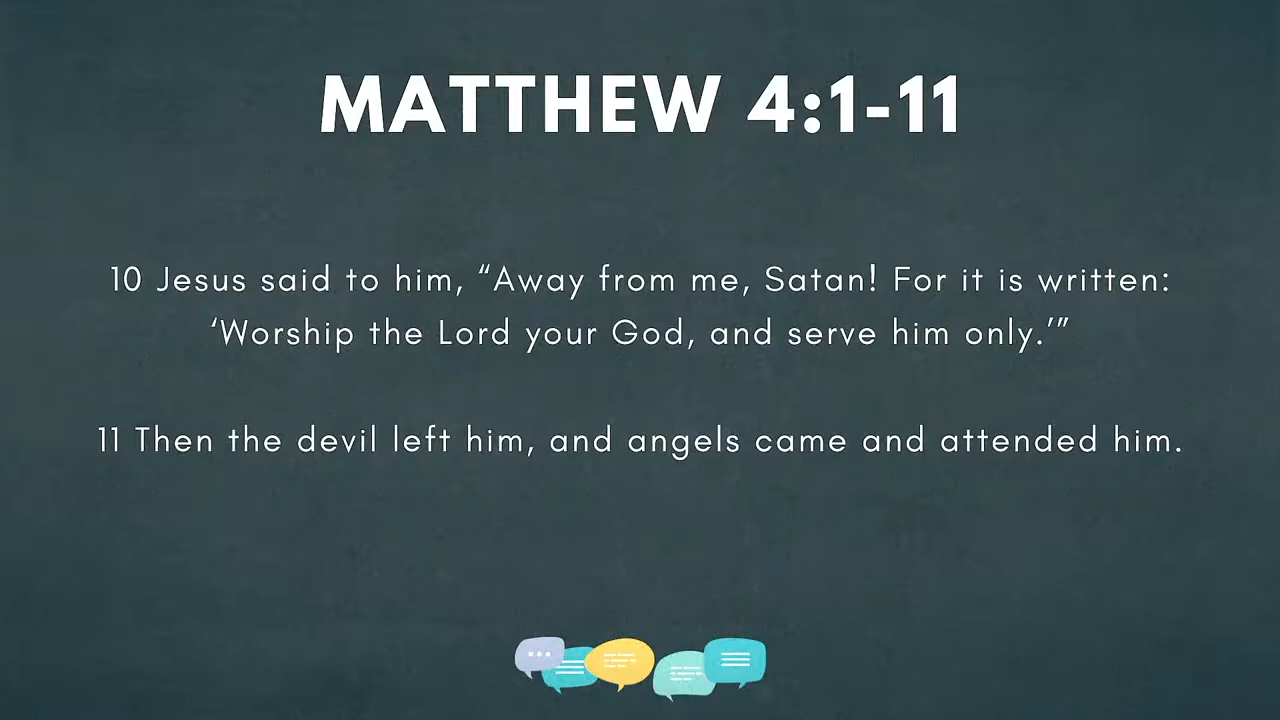 MATTHEW 4:1-11
10 Jesus said to him, “Away from me, Satan! For it is written:
‘Worship the Lord your God, and serve him only.’”
11 Then the devil left him, and angels came and attended him.